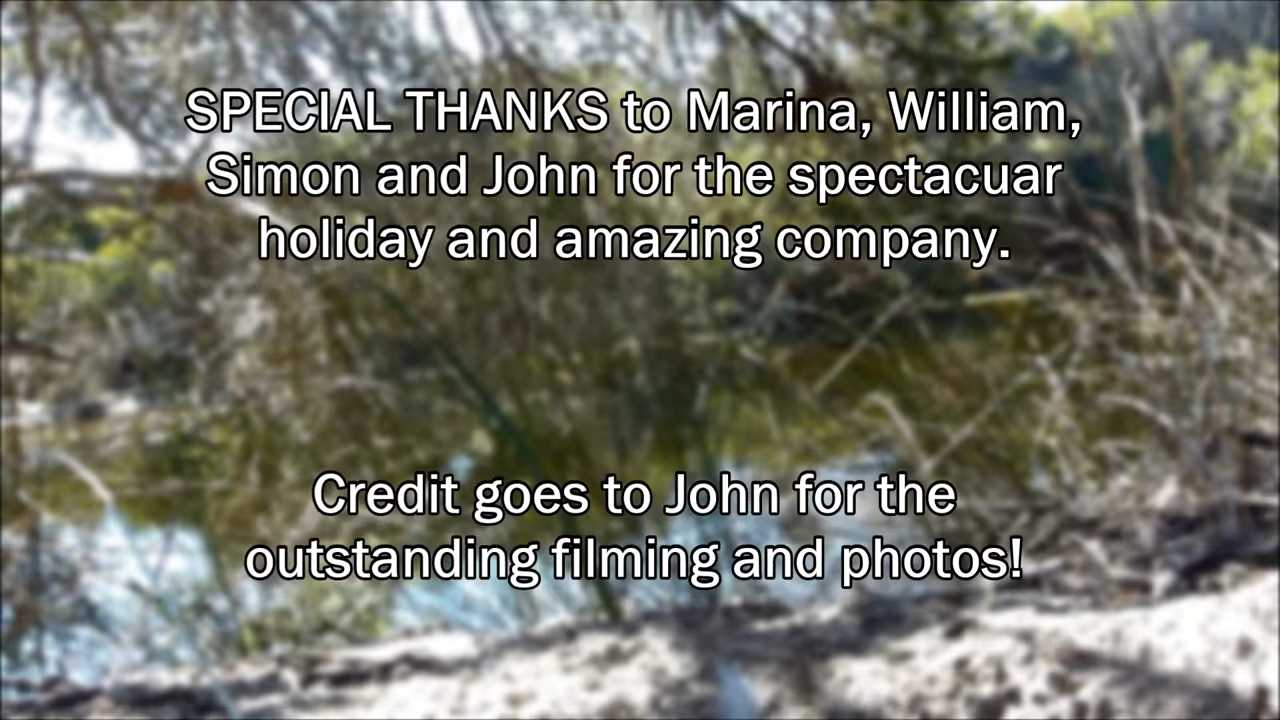 SPECIAL THANKS to Marina, William,
Simon and John for the spectacuar
holiday and amazing company.
Credit goes to John for the
outstanding filming and photos!